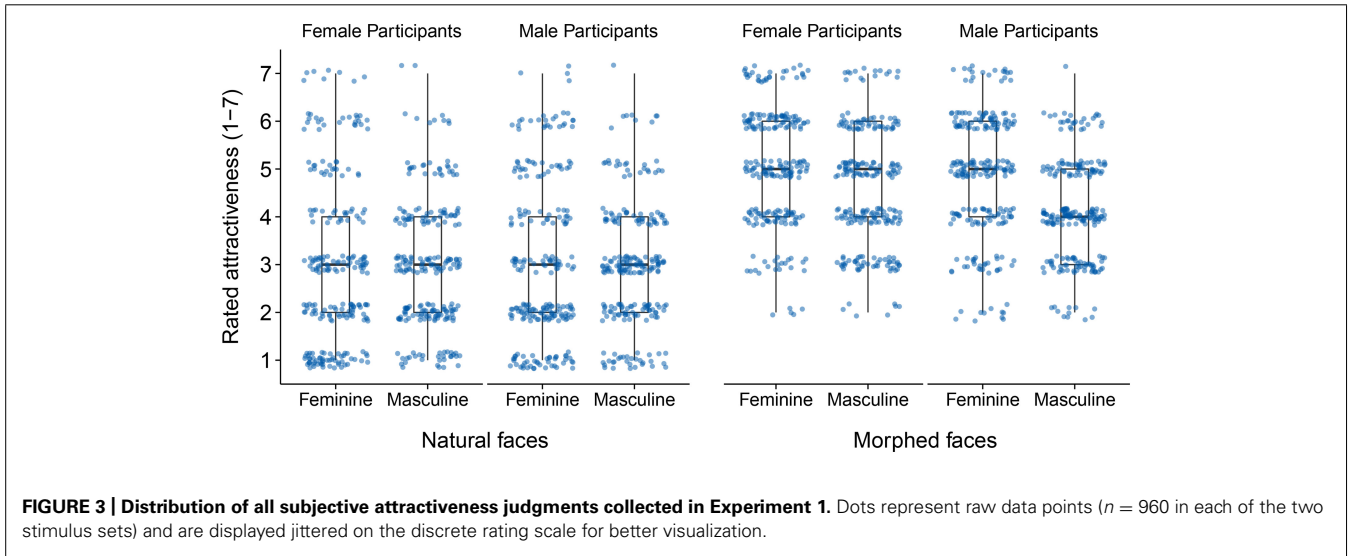 Female Participants
Male Participants
Female Participants
Male Participants
Rated attractiveness (1–7)
7
6
5
4
3
2
1
Feminine
Masculine
Feminine
Masculine
Feminine
Masculine
Feminine
Masculine
Natural faces
Morphed faces
FIGURE 3 | Distribution of all subjective attractiveness judgments collected in Experiment 1. Dots represent raw data points (n = 960 in each of the two
stimulus sets) and are displayed jittered on the discrete rating scale for better visualization.